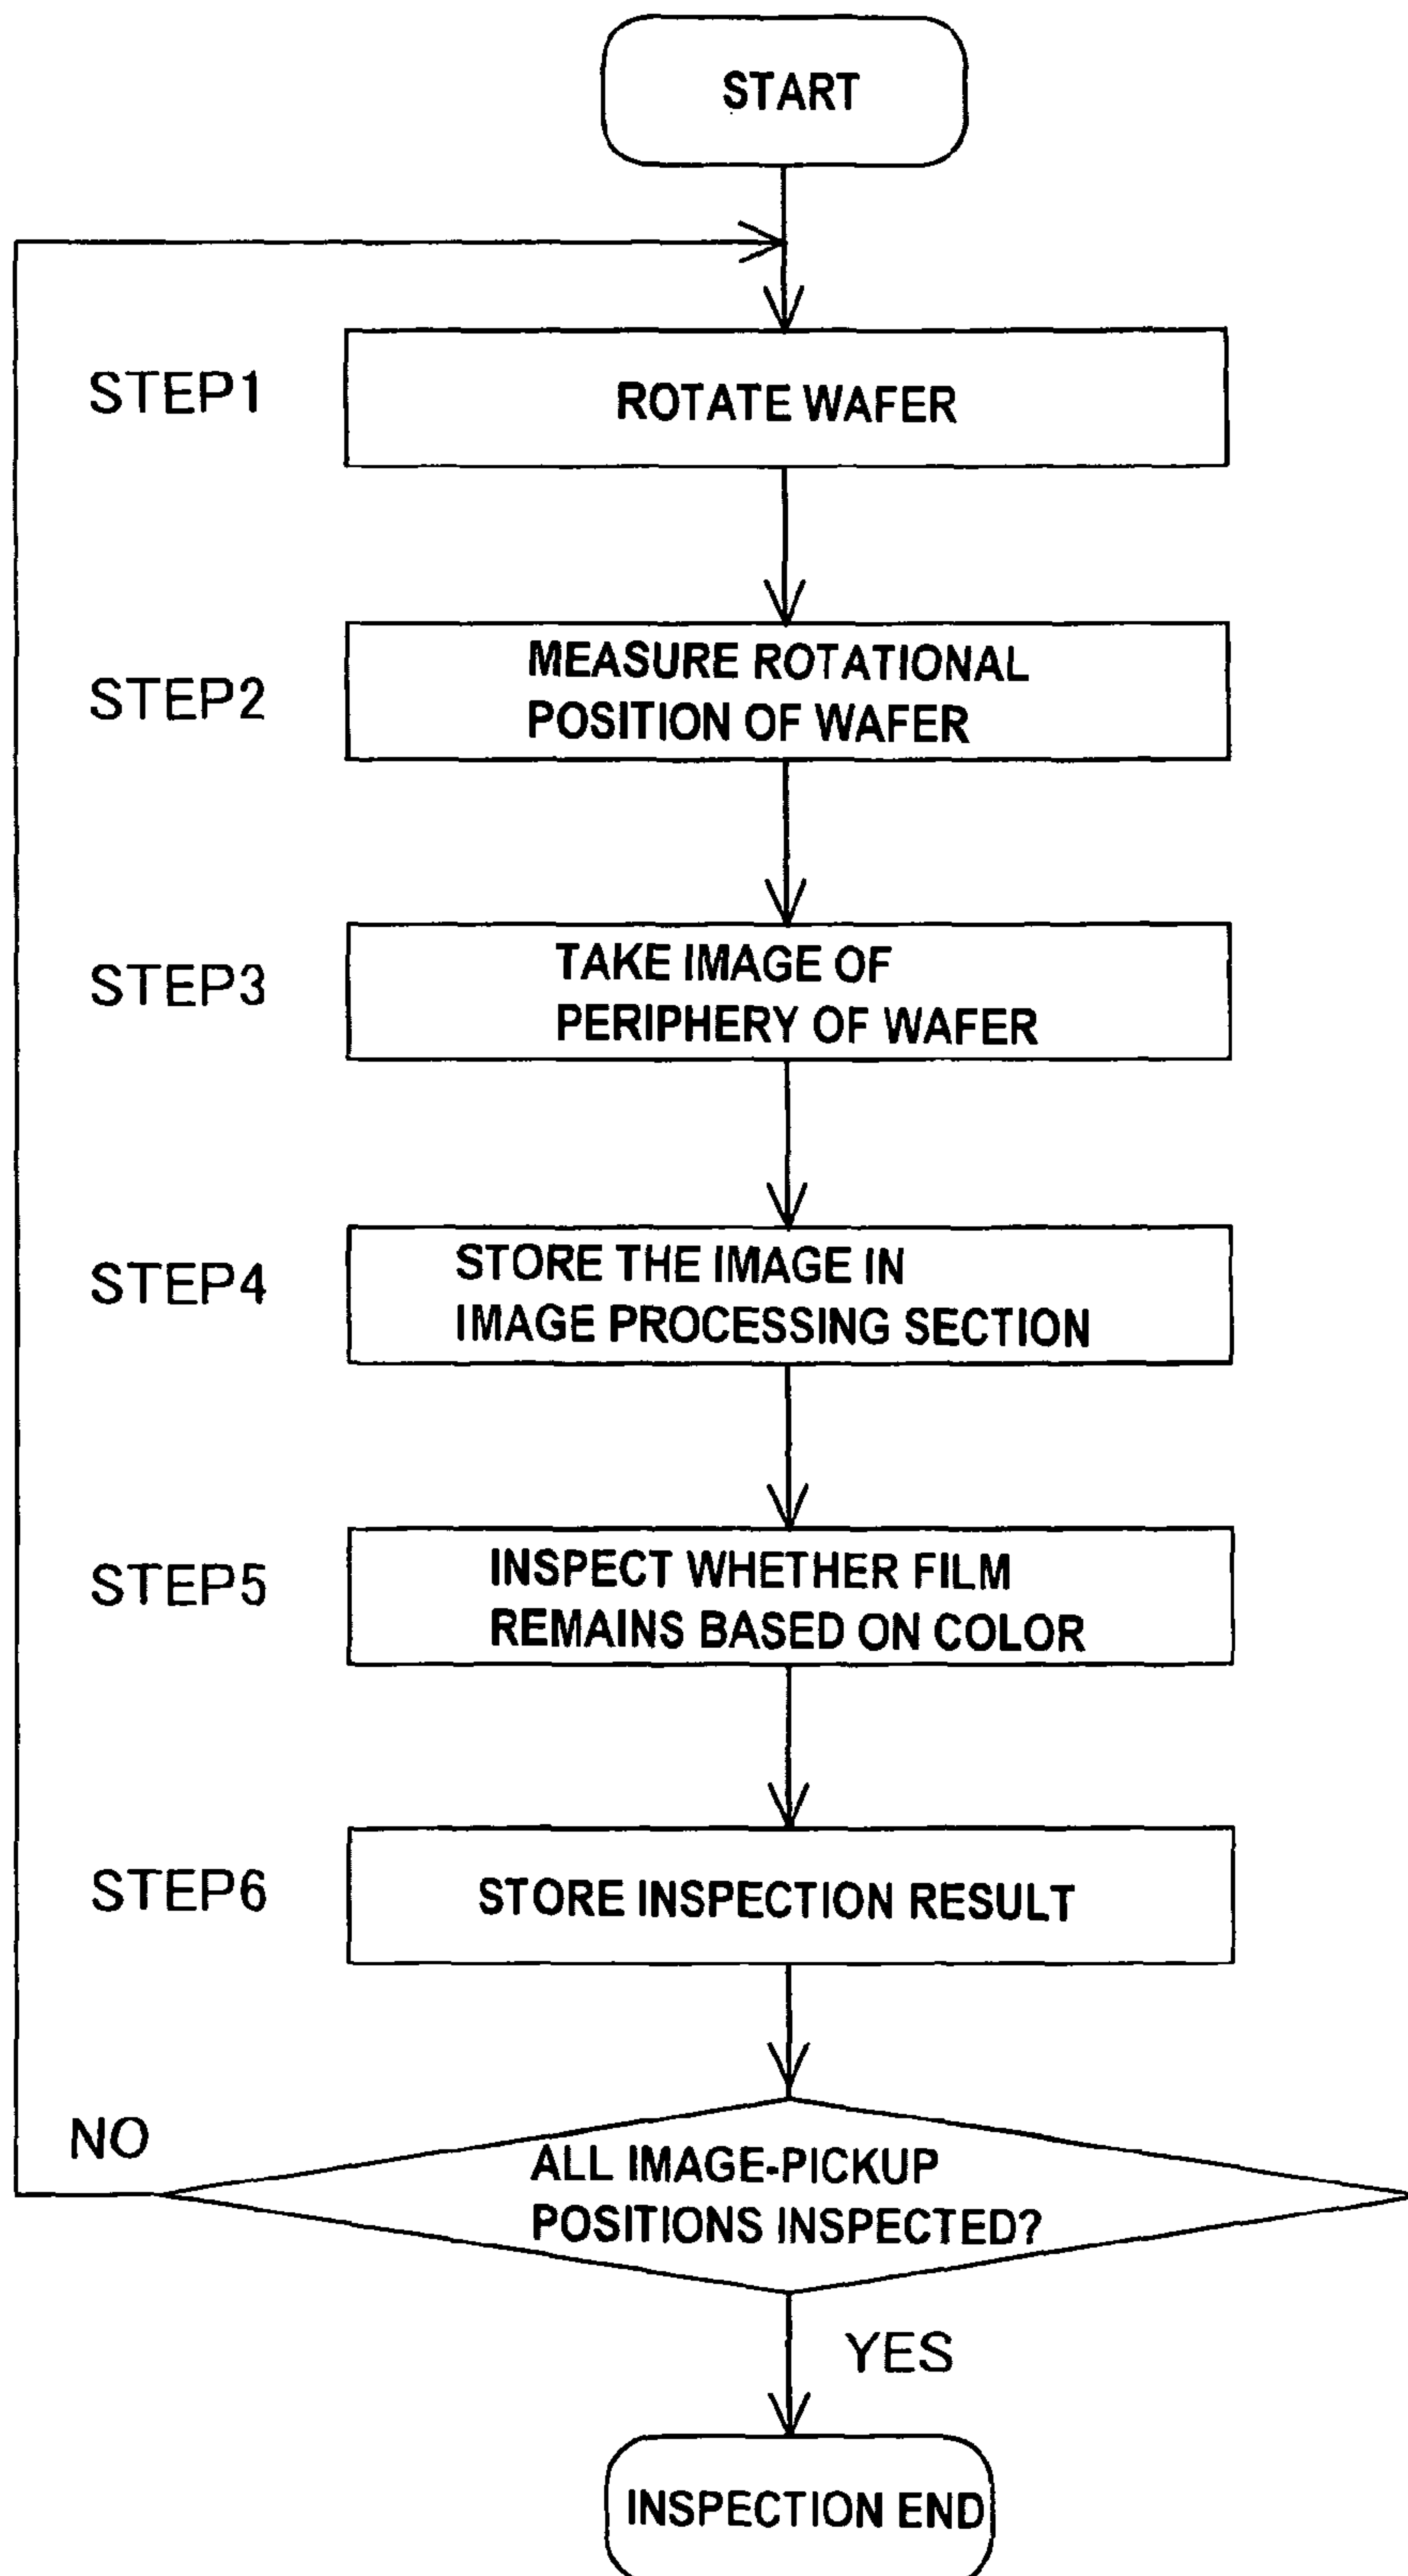 START
STEP1
ROTATE WAFER
STEP2
MEASURE ROTATIONAL
POSITION OF WAFER
STEP3
TAKE IMAGE OF
PERIPHERY OF WAFER
STEP4
STORE THE IMAGE IN
IMAGE PROCESSING SECTION
STEP5
INSPECT WHETHER FILM
REMAINS BASED ON COLOR
STEP6
STORE INSPECTION RESULT
NO
ALL IMAGE-PICKUP
POSITIONS INSPECTED?
YES
INSPECTION END